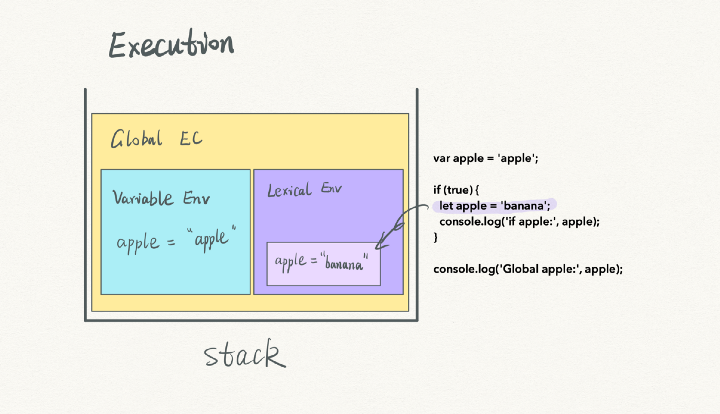 Execution
Global EC
Variable Env
apple = "apple"
Lexical Env
apple = "banana"
stack
var apple = 'apple';
if (true) {
let apple = 'banana';
console.log('if apple:', apple);
}
console.log('Global apple:', apple);